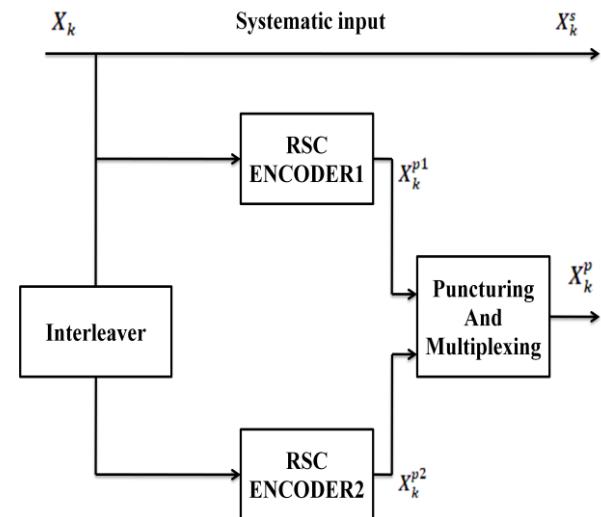 X_k Systematic input X_k^s
RSC
ENCODER1
X_k^{p1}
Puncturing
And
Multiplexing
X_k^p
Interleaver
RSC
ENCODER2
X_k^{p2}